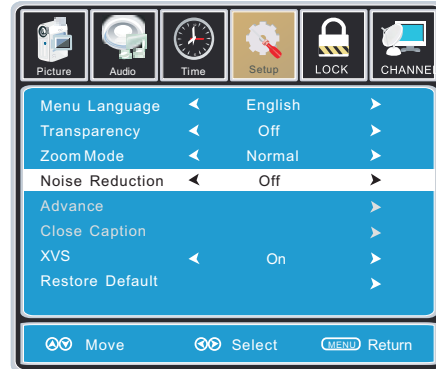 Picture Audio Time Setup LOCK CHANNEL
Menu Language English
Transparency Off
Zoom Mode Normal
Noise Reduction Off
Advance
Close Caption
XVS On
Restore Default
Move Select MENU Return